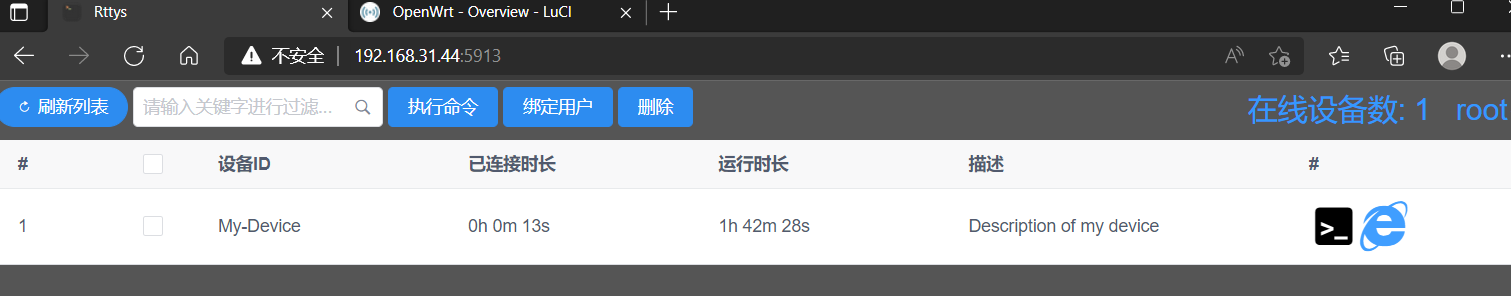 Rttys
OpenWrt - Overview - LuCI
不安全 192.168.31.44:5913
刷新列表 请输入关键字进行过滤... 执行命令 绑定用户 删除 在线设备数: 1 root
# 设备ID 已连接时长 运行时长 描述 #
1 My-Device 0h 0m 13s 1h 42m 28s Description of my device